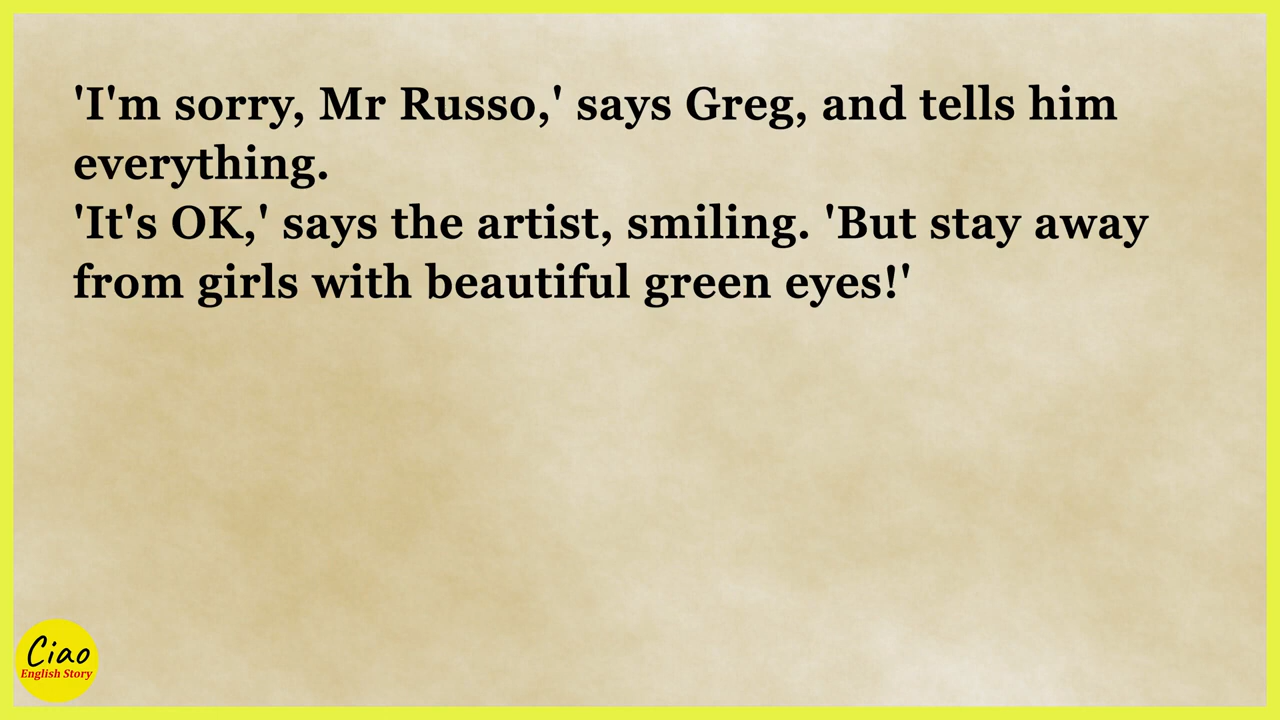 'I'm sorry, Mr Russo,' says Greg, and tells him
everything.
'It's OK,' says the artist, smiling. 'But stay away
from girls with beautiful green eyes!'
Ciao
English Story